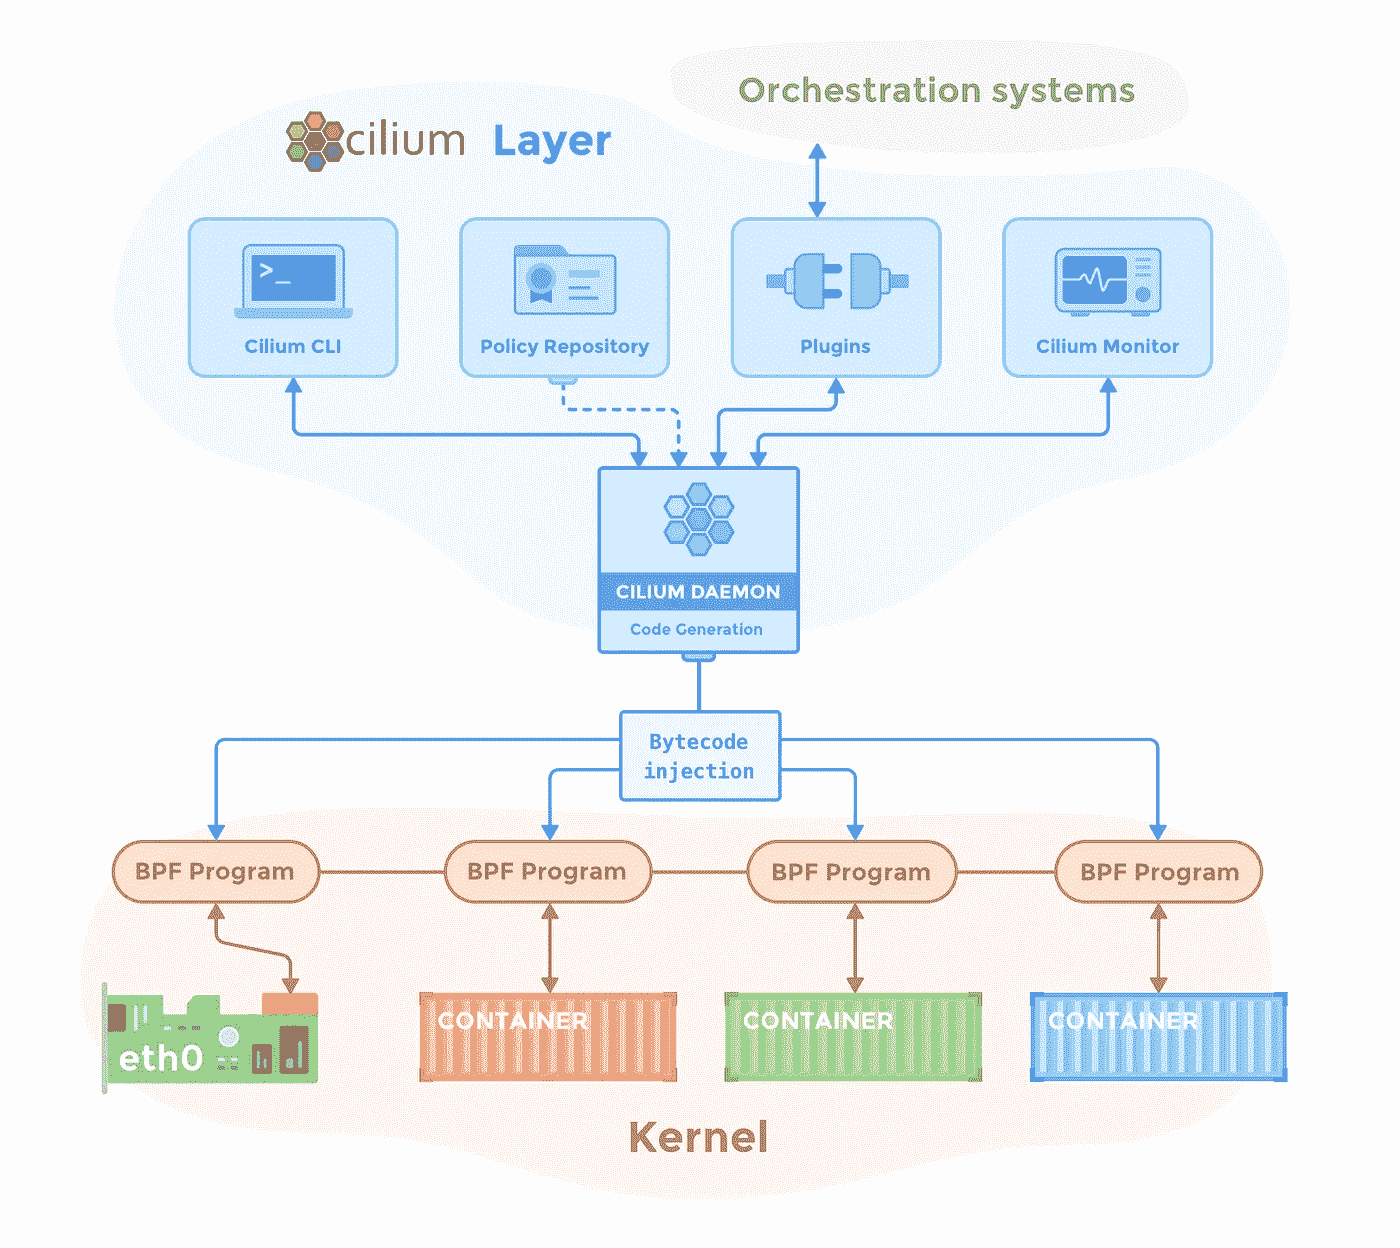 Orchestration systems
cilium Layer
>_
Cilium CLI
Policy Repository
Plugins
Cilium Monitor
CILIUM DAEMON
Code Generation
Bytecode
injection
BPF Program
BPF Program
BPF Program
BPF Program
eth0
CONTAINER
CONTAINER
CONTAINER
Kernel